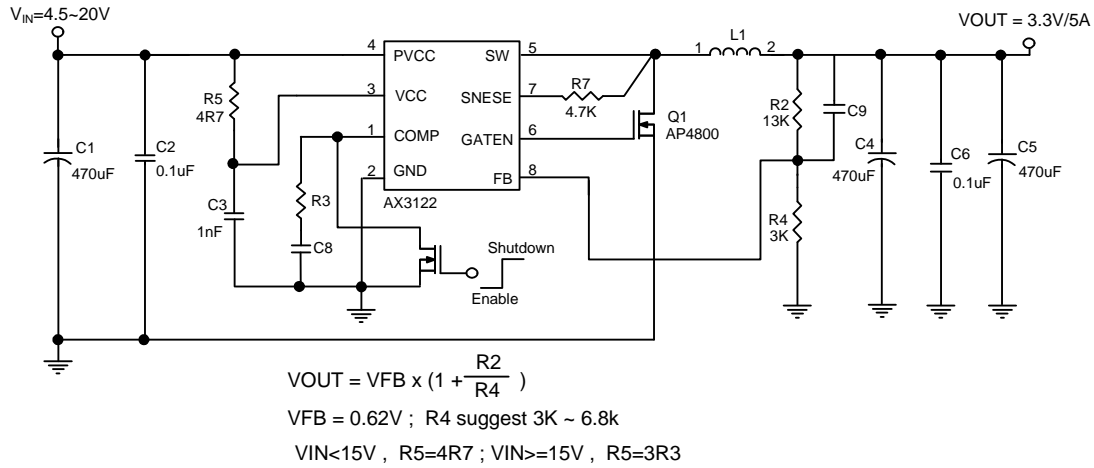 VIN=4.5~20V
VOUT = 3.3V/5A
4
PVCC
SW
5
1
L1
2
R5
4R7
3
VCC
SNESE
7
R7
4.7K
R2
13K
C9
1
COMP
GATEN
6
Q1
AP4800
C1
470uF
C2
0.1uF
2
GND
FB
8
C4
470uF
C6
0.1uF
C5
470uF
AX3122
C3
1nF
R3
R4
3K
C8
Shutdown
Enable
VOUT = VFB x (1 + R2
R4 )
VFB = 0.62V ; R4 suggest 3K ~ 6.8k
VIN<15V , R5=4R7 ; VIN>=15V , R5=3R3